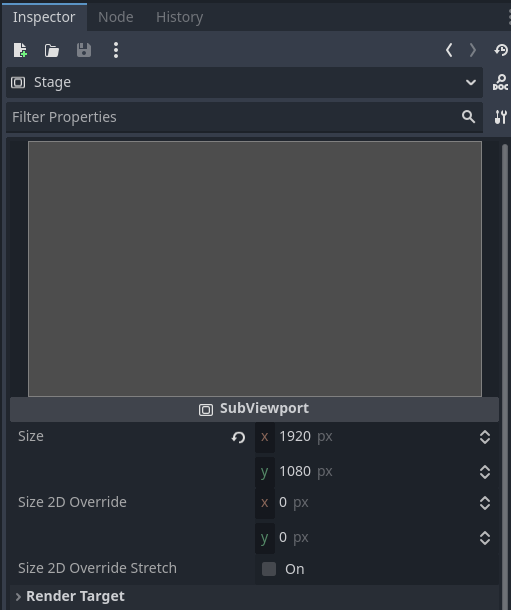 Inspector Node History
Stage
DOC
Filter Properties
SubViewport
Size x 1920 px
y 1080 px
Size 2D Override x 0 px
y 0 px
Size 2D Override Stretch On
Render Target